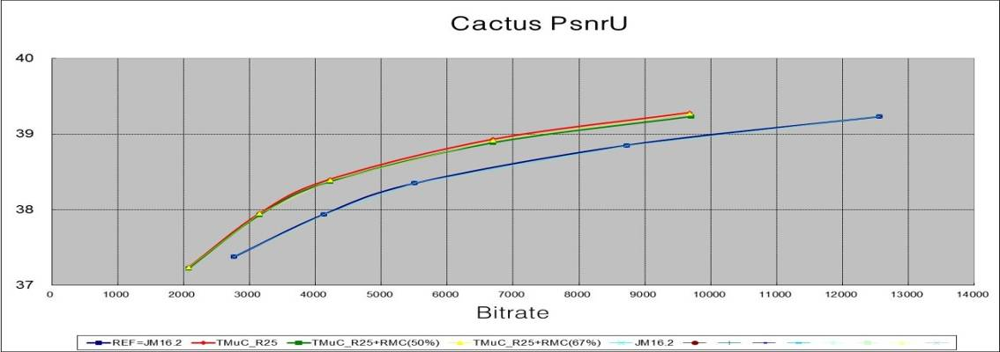 Cactus PsnrU
40
39
38
37
0 1000 2000 3000 4000 5000 6000 7000 8000 9000 10000 11000 12000 13000 14000
Bitrate
REF=JM16.2 TMuC_R25 TMuC_R25+RMC(50%) TMuC_R25+RMC(67%) JM16.2